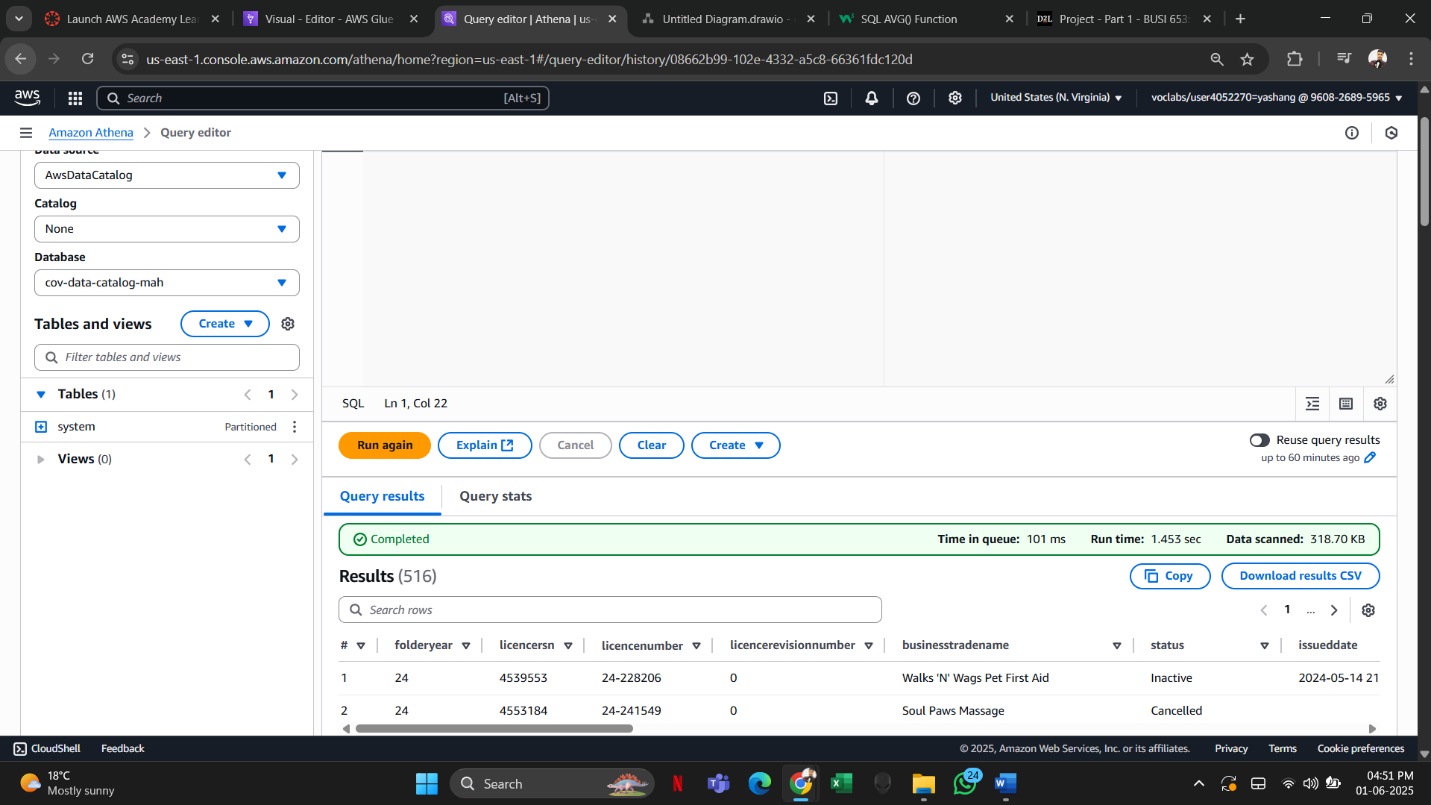 Launch AWS Academy Lea
Visual - Editor - AWS Glue
Query editor | Athena | us-
Untitled Diagram.drawio -
SQL AVG() Function
D2L
Project - Part 1 - BUSI 653:
us-east-1.console.aws.amazon.com/athena/home?region=us-east-1#/query-editor/history/08662b99-102e-4332-a5c8-66361fdc120d
aws
Search
[Alt+S]
United States (N. Virginia)
voclabs/user4052270=yashang @ 9608-2689-5965
Amazon Athena
Query editor
Data source
AwsDataCatalog
Catalog
None
Database
cov-data-catalog-mah
Tables and views
Create
Filter tables and views
Tables (1)
1
system
Partitioned
Views (0)
1
SQL
Ln 1, Col 22
Run again
Explain
Cancel
Clear
Create
Reuse query results
up to 60 minutes ago
Query results
Query stats
Completed
Time in queue: 101 ms
Run time: 1.453 sec
Data scanned: 318.70 KB
Results (516)
Copy
Download results CSV
Search rows
1
...
# folderyear licencersn licencenumber licencerevisionnumber businesstradename status issueddate
1 24 4539553 24-228206 0 Walks 'N' Wags Pet First Aid Inactive 2024-05-14 21
2 24 4553184 24-241549 0 Soul Paws Massage Cancelled
CloudShell
Feedback
© 2025, Amazon Web Services, Inc. or its affiliates.
Privacy
Terms
Cookie preferences
18°C
Mostly sunny
Search
24
04:51 PM
01-06-2025